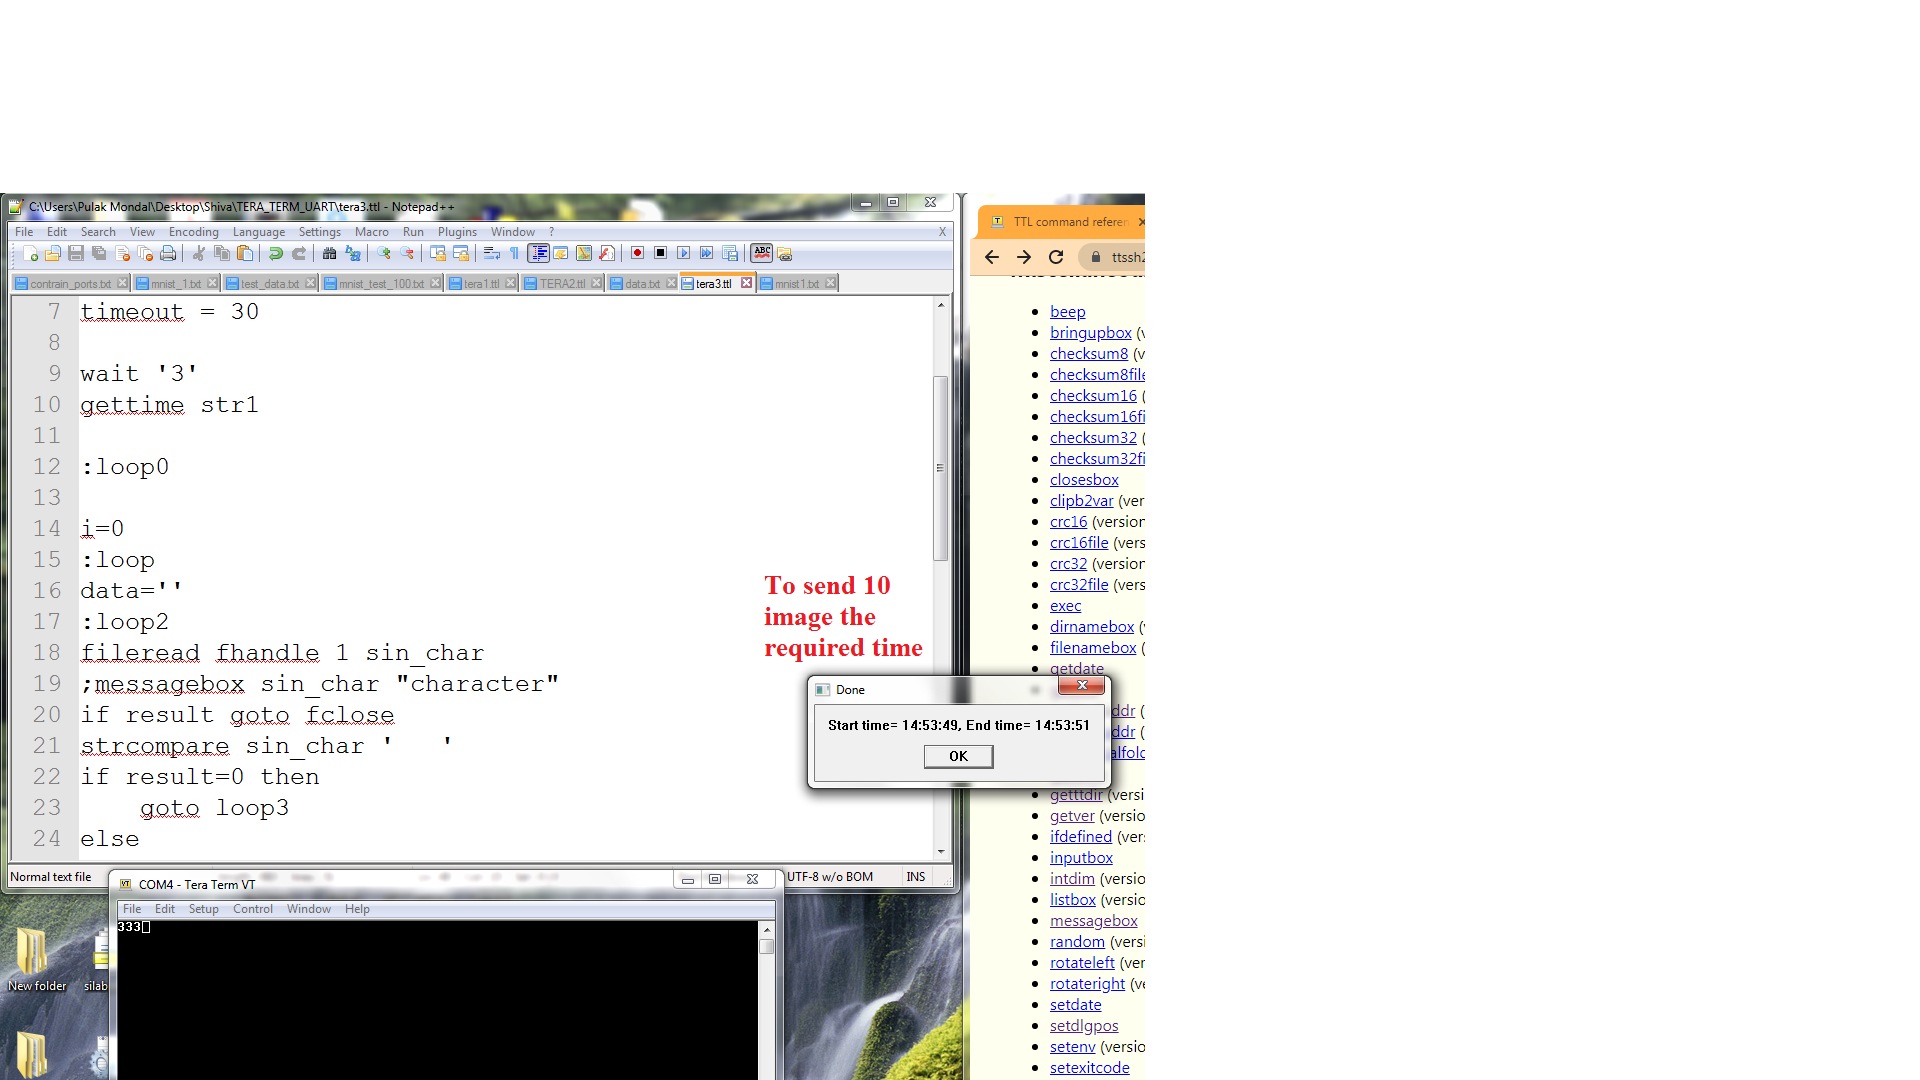 C:\Users\Pulak Mondal\Desktop\Shiva\TERA_TERM_UART\tera3.ttl - Notepad++
File Edit Search View Encoding Language Settings Macro Run Plugins Window ? X
contrain_ports.txt mnist_1.txt test_data.txt mnist_test_100.txt tera1.ttl TERA2.ttl data.txt tera3.ttl mnist1.txt
7 timeout = 30
8
9 wait '3'
10 gettime str1
11
12 :loop0
13
14 i=0
15 :loop
16 data=''
17 :loop2
18 fileread fhandle 1 sin_char
19 ;messagebox sin_char "character"
20 if result goto fclose
21 strcompare sin_char '   '
22 if result=0 then
23     goto loop3
24 else
To send 10
image the
required time
Done
Start time= 14:53:49, End time= 14:53:51
OK
Normal text file
UTF-8 w/o BOM
INS
COM4 - Tera Term VT
File Edit Setup Control Window Help
333
New folder
silab
TTL command referen
ttssh2
beep
bringupbox (v
checksum8 (v
checksum8file
checksum16 (
checksum16fi
checksum32 (
checksum32fi
closesbox
clipb2var (ver
crc16 (version
crc16file (vers
crc32 (version
crc32file (vers
exec
dirnamebox (
filenamebox (
getdate
ddr (
ddr (
alfold
getttdir (versi
getver (versio
ifdefined (vers
inputbox
intdim (versio
listbox (versio
messagebox
random (versi
rotateleft (ver
rotateright (ve
setdate
setdlgpos
setenv (versio
setexitcode